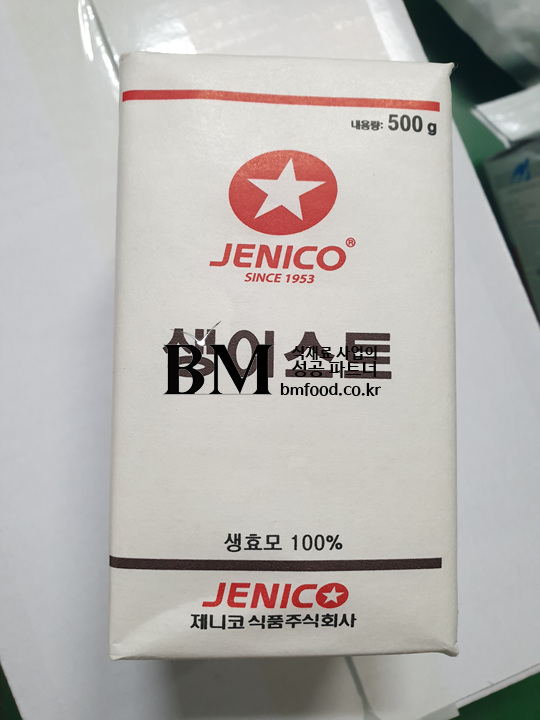 내용량: 500 g
JENICO®
SINCE 1953
생이스트
BM
식재료 사업의
성공 파트너
bmfood.co.kr
생효모 100%
JENICO
제니코식품주식회사